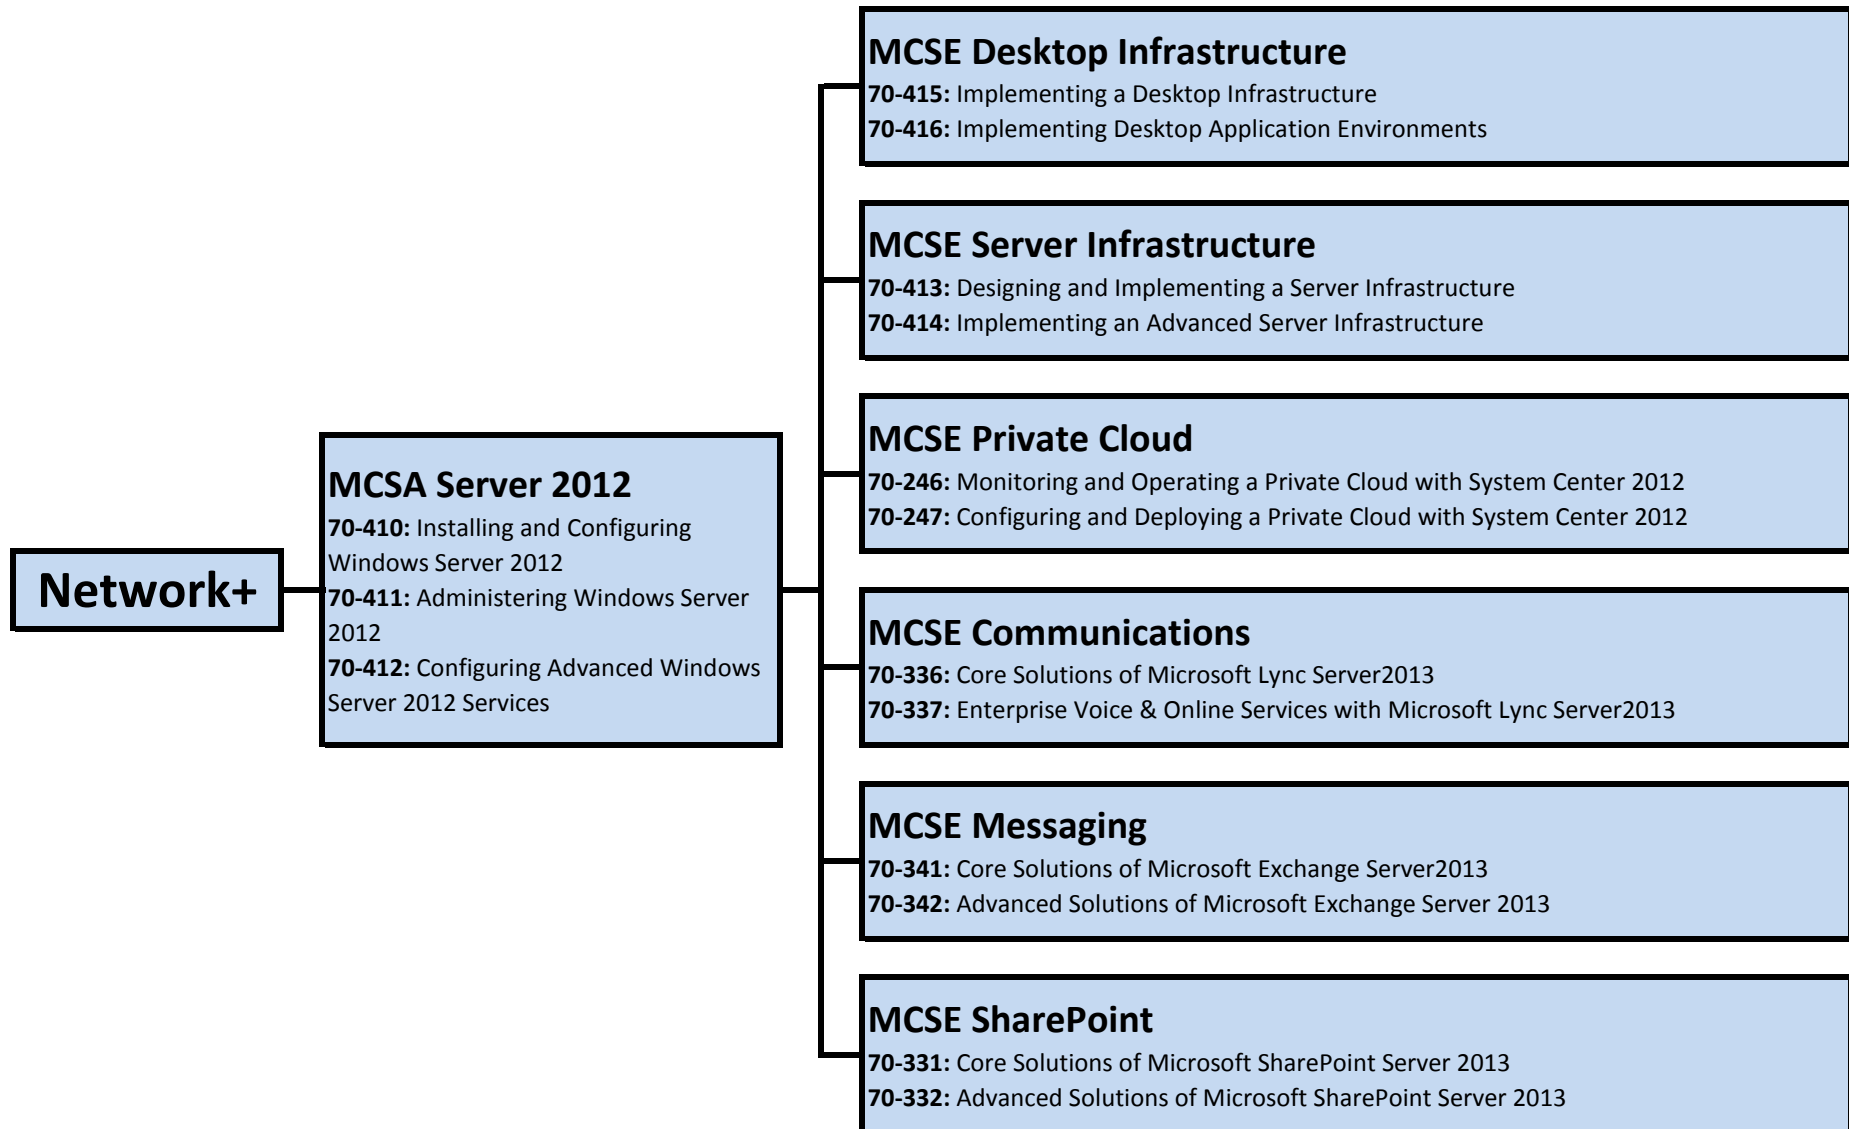 Network+
MCSA Server 2012
70-410: Installing and Configuring
Windows Server 2012
70-411: Administering Windows Server
2012
70-412: Configuring Advanced Windows
Server 2012 Services
MCSE Desktop Infrastructure
70-415: Implementing a Desktop Infrastructure
70-416: Implementing Desktop Application Environments
MCSE Server Infrastructure
70-413: Designing and Implementing a Server Infrastructure
70-414: Implementing an Advanced Server Infrastructure
MCSE Private Cloud
70-246: Monitoring and Operating a Private Cloud with System Center 2012
70-247: Configuring and Deploying a Private Cloud with System Center 2012
MCSE Communications
70-336: Core Solutions of Microsoft Lync Server2013
70-337: Enterprise Voice & Online Services with Microsoft Lync Server2013
MCSE Messaging
70-341: Core Solutions of Microsoft Exchange Server2013
70-342: Advanced Solutions of Microsoft Exchange Server 2013
MCSE SharePoint
70-331: Core Solutions of Microsoft SharePoint Server 2013
70-332: Advanced Solutions of Microsoft SharePoint Server 2013